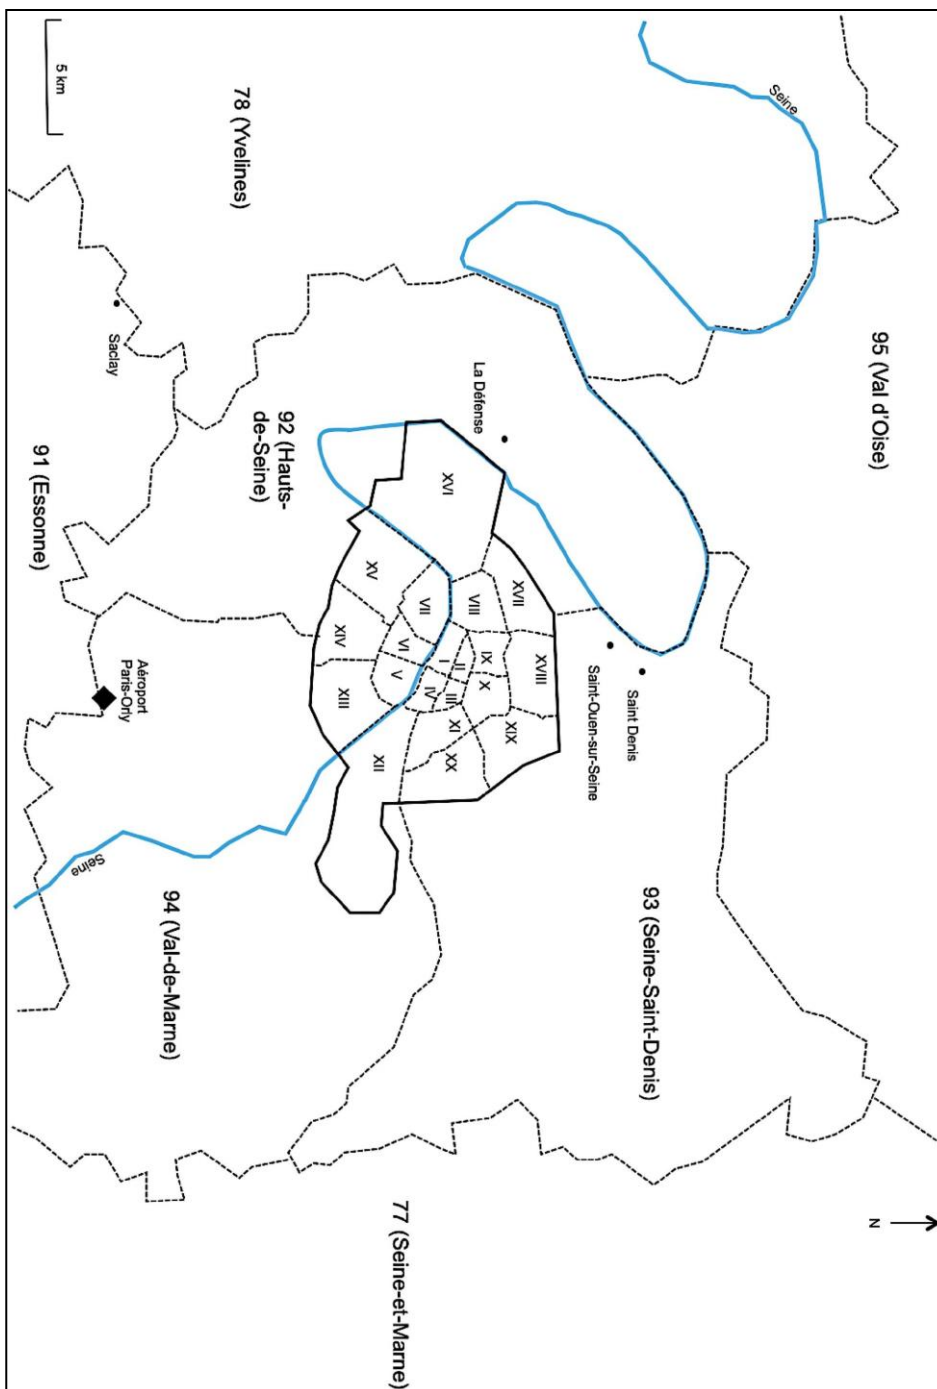 95 (Val d'Oise)
N
Seine
93 (Seine-Saint-Denis)
Saint Denis
Saint-Ouen-sur-Seine
XVIII
XVII
XIX
IX
X
La Défense
VIII
II
III
XI
XX
XVI
I
IV
VII
VI
V
77 (Seine-et-Marne)
XII
XV
XIV
XIII
92 (Hauts-
de-Seine)
78 (Yvelines)
94 (Val-de-Marne)
Aéroport
Paris-Orly
Saclay
Seine
5 km
91 (Essonne)